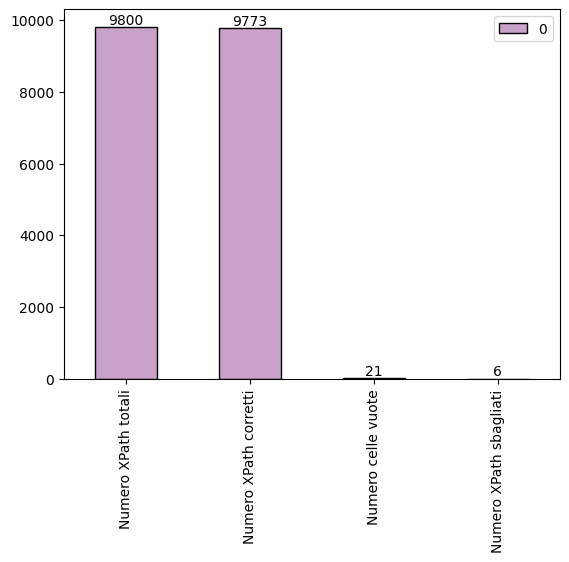 0
9800
9773
21
6
10000
8000
6000
4000
2000
0
Numero XPath totali
Numero XPath corretti
Numero celle vuote
Numero XPath sbagliati